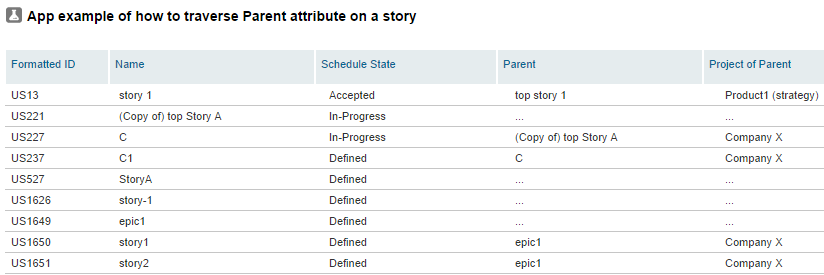 App example of how to traverse Parent attribute on a story
Formatted ID Name Schedule State Parent Project of Parent
US13 story 1 Accepted top story 1 Product1 (strategy)
US221 (Copy of) top Story A In-Progress ... ...
US227 C In-Progress (Copy of) top Story A Company X
US237 C1 Defined C Company X
US527 StoryA Defined ... ...
US1626 story-1 Defined ... ...
US1649 epic1 Defined ... ...
US1650 story1 Defined epic1 Company X
US1651 story2 Defined epic1 Company X